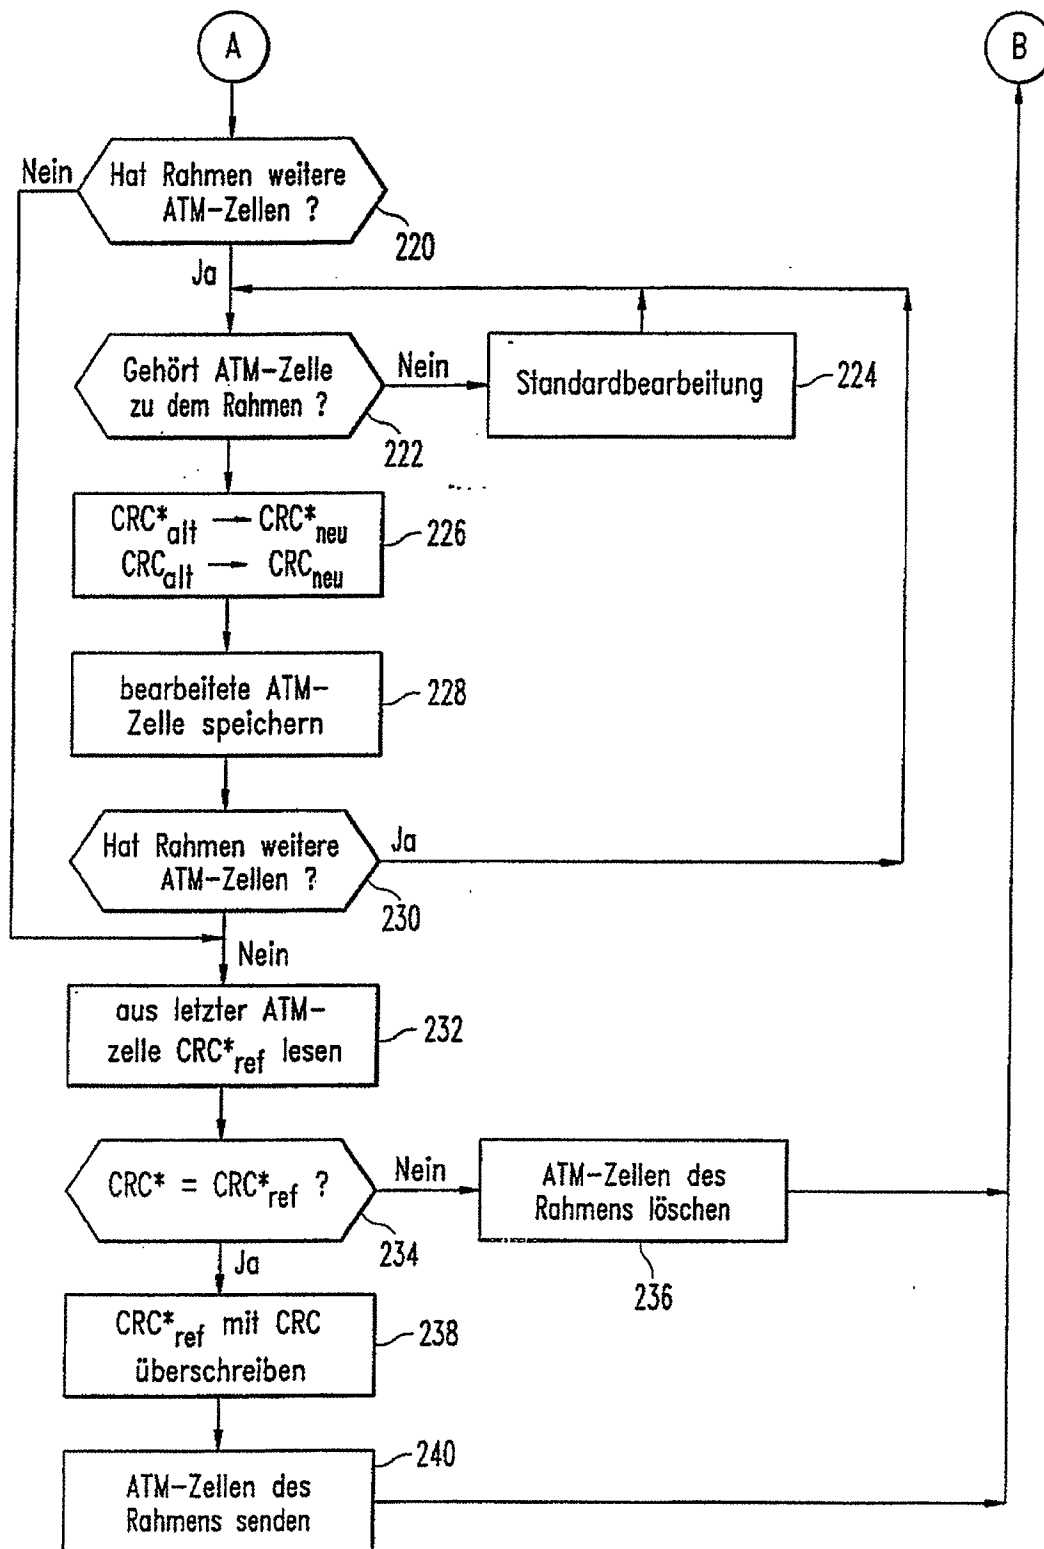 A
B
Nein
Hat Rahmen weitere
ATM-Zellen ?
220
Ja
Gehört ATM-Zelle
zu dem Rahmen ?
222
Nein
Standardbearbeitung
224
CRC*alt → CRC*neu
CRCalt → CRCneu
226
bearbeitete ATM-
Zelle speichern
228
Hat Rahmen weitere
ATM-Zellen ?
230
Ja
Nein
aus letzter ATM-
zelle CRC*ref lesen
232
CRC* = CRC*ref ?
234
Nein
ATM-Zellen des
Rahmens löschen
236
Ja
CRC*ref mit CRC
überschreiben
238
ATM-Zellen des
Rahmens senden
240